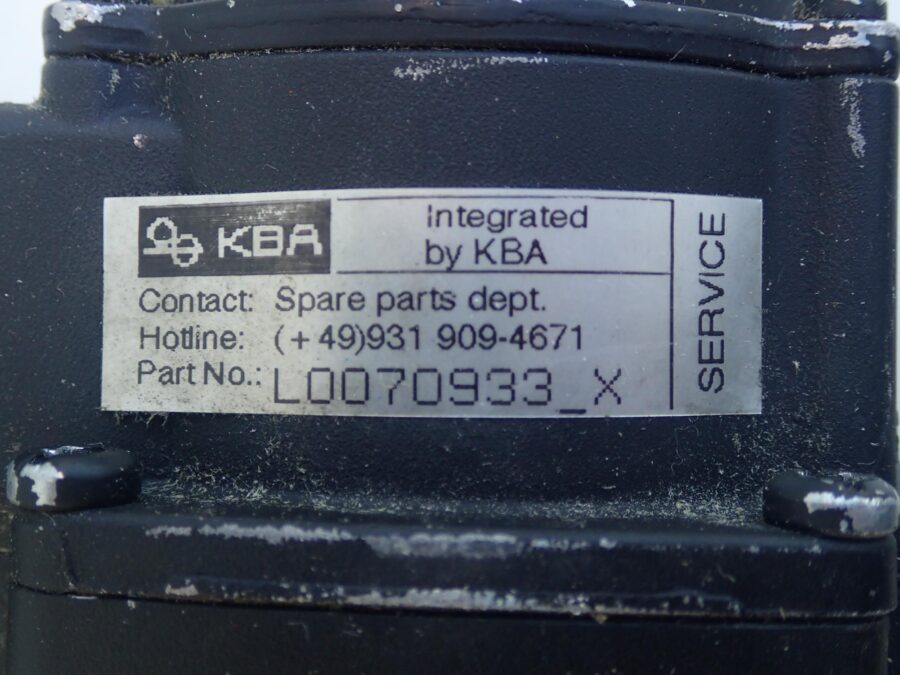 KBA
Integrated
by KBA
Contact: Spare parts dept.
Hotline: (+49)931 909-4671
Part No.: L0070933_X
SERVICE